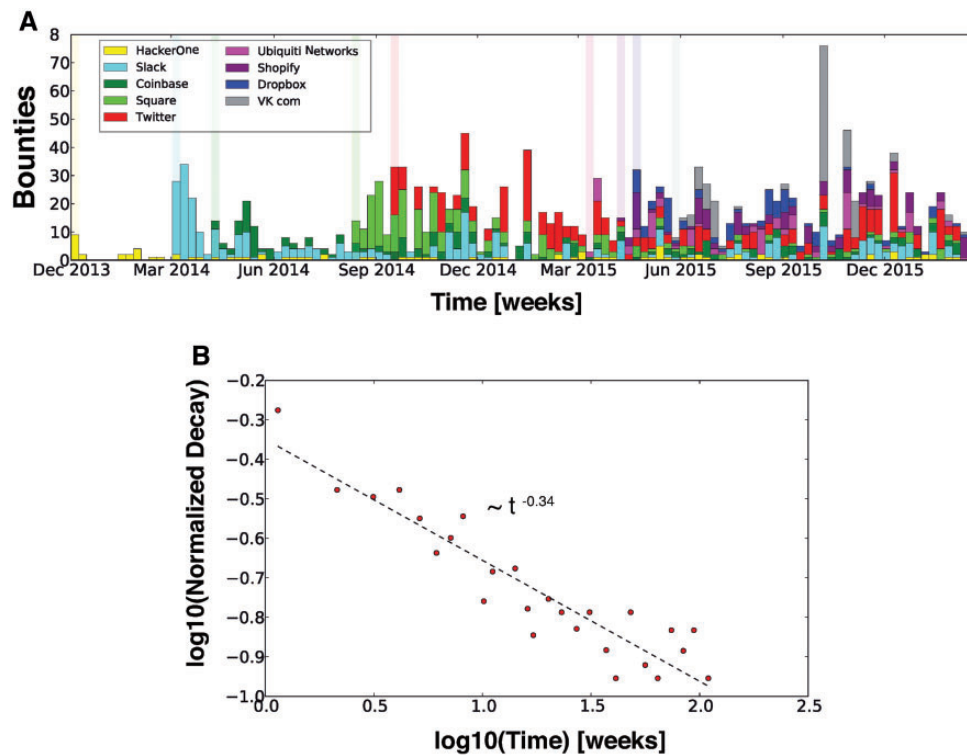 A
Bounties
8
70
60
50
40
30
20
10
0
HackerOne
Slack
Coinbase
Square
Twitter
Ubiquiti Networks
Shopify
Dropbox
VK com
Dec 2013 Mar 2014 Jun 2014 Sep 2014 Dec 2014 Mar 2015 Jun 2015 Sep 2015 Dec 2015
Time [weeks]
B
log10(Normalized Decay)
−0.2
−0.3
−0.4
−0.5
−0.6
−0.7
−0.8
−0.9
−1.0
~ t -0.34
0.0 0.5 1.0 1.5 2.0 2.5
log10(Time) [weeks]